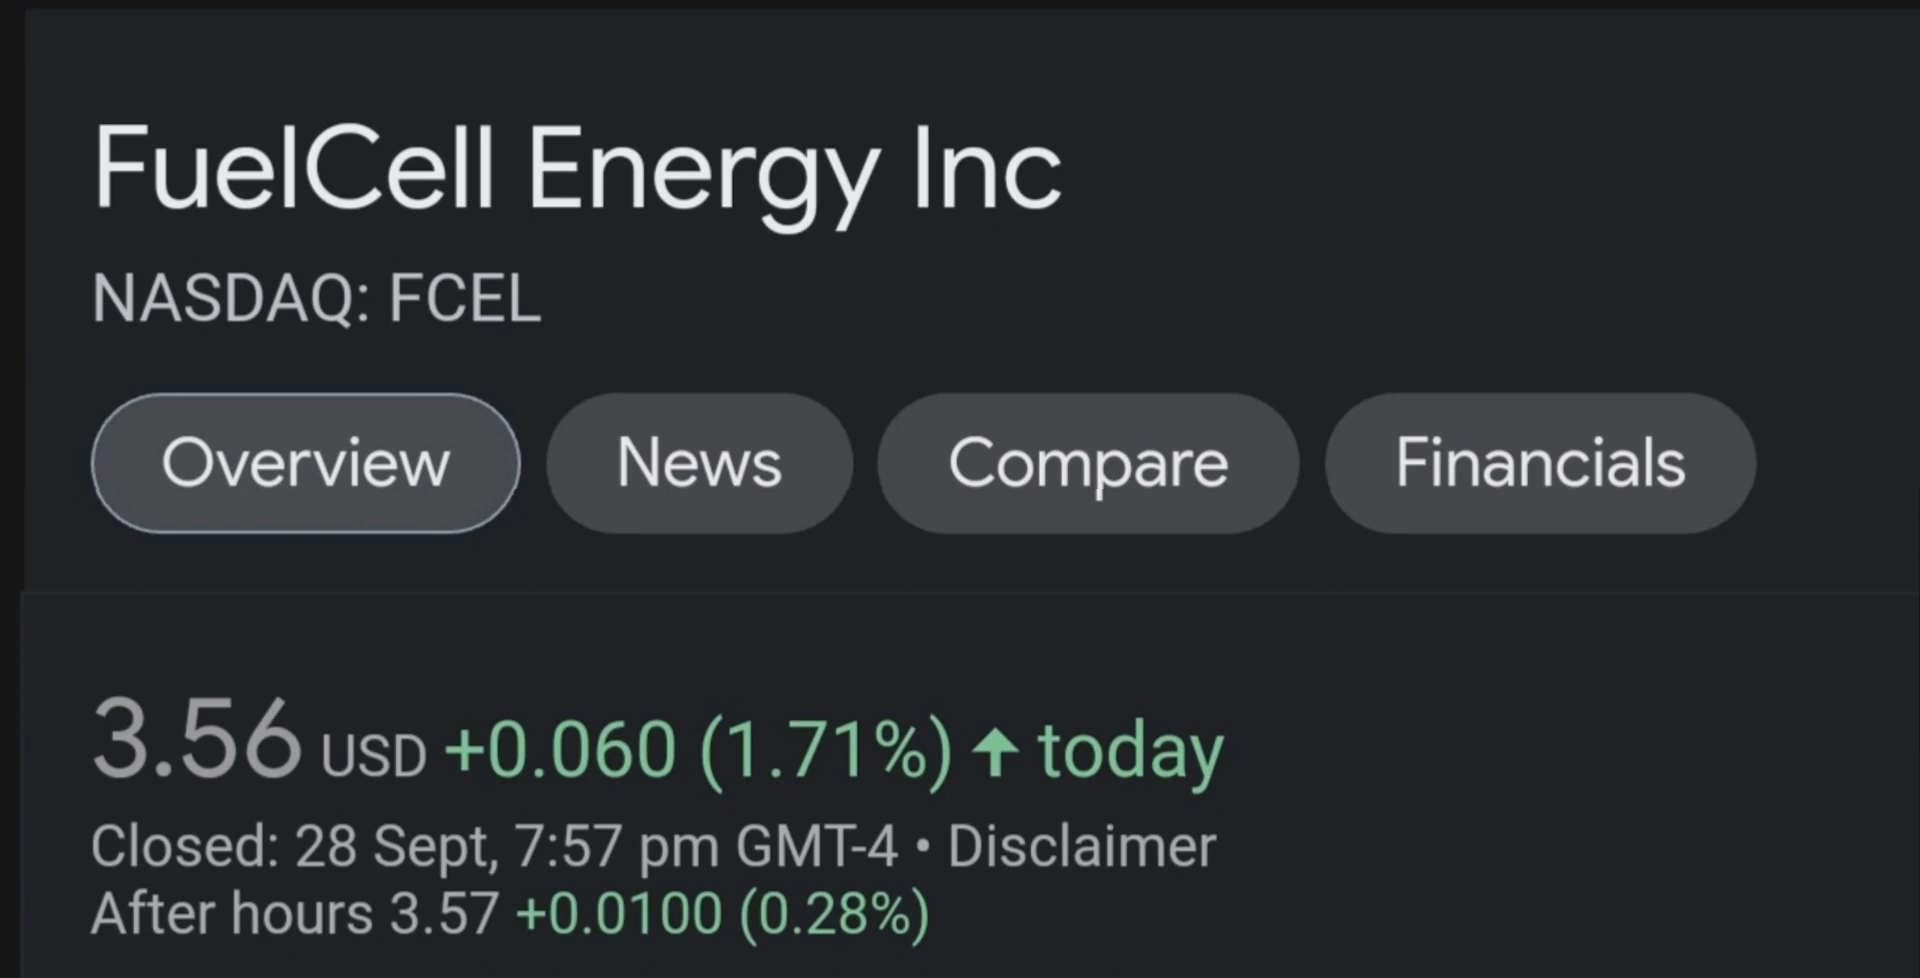 FuelCell Energy Inc
NASDAQ: FCEL
Overview News Compare Financials
3.56 USD +0.060 (1.71%) ↑ today
Closed: 28 Sept, 7:57 pm GMT-4 • Disclaimer
After hours 3.57 +0.0100 (0.28%)